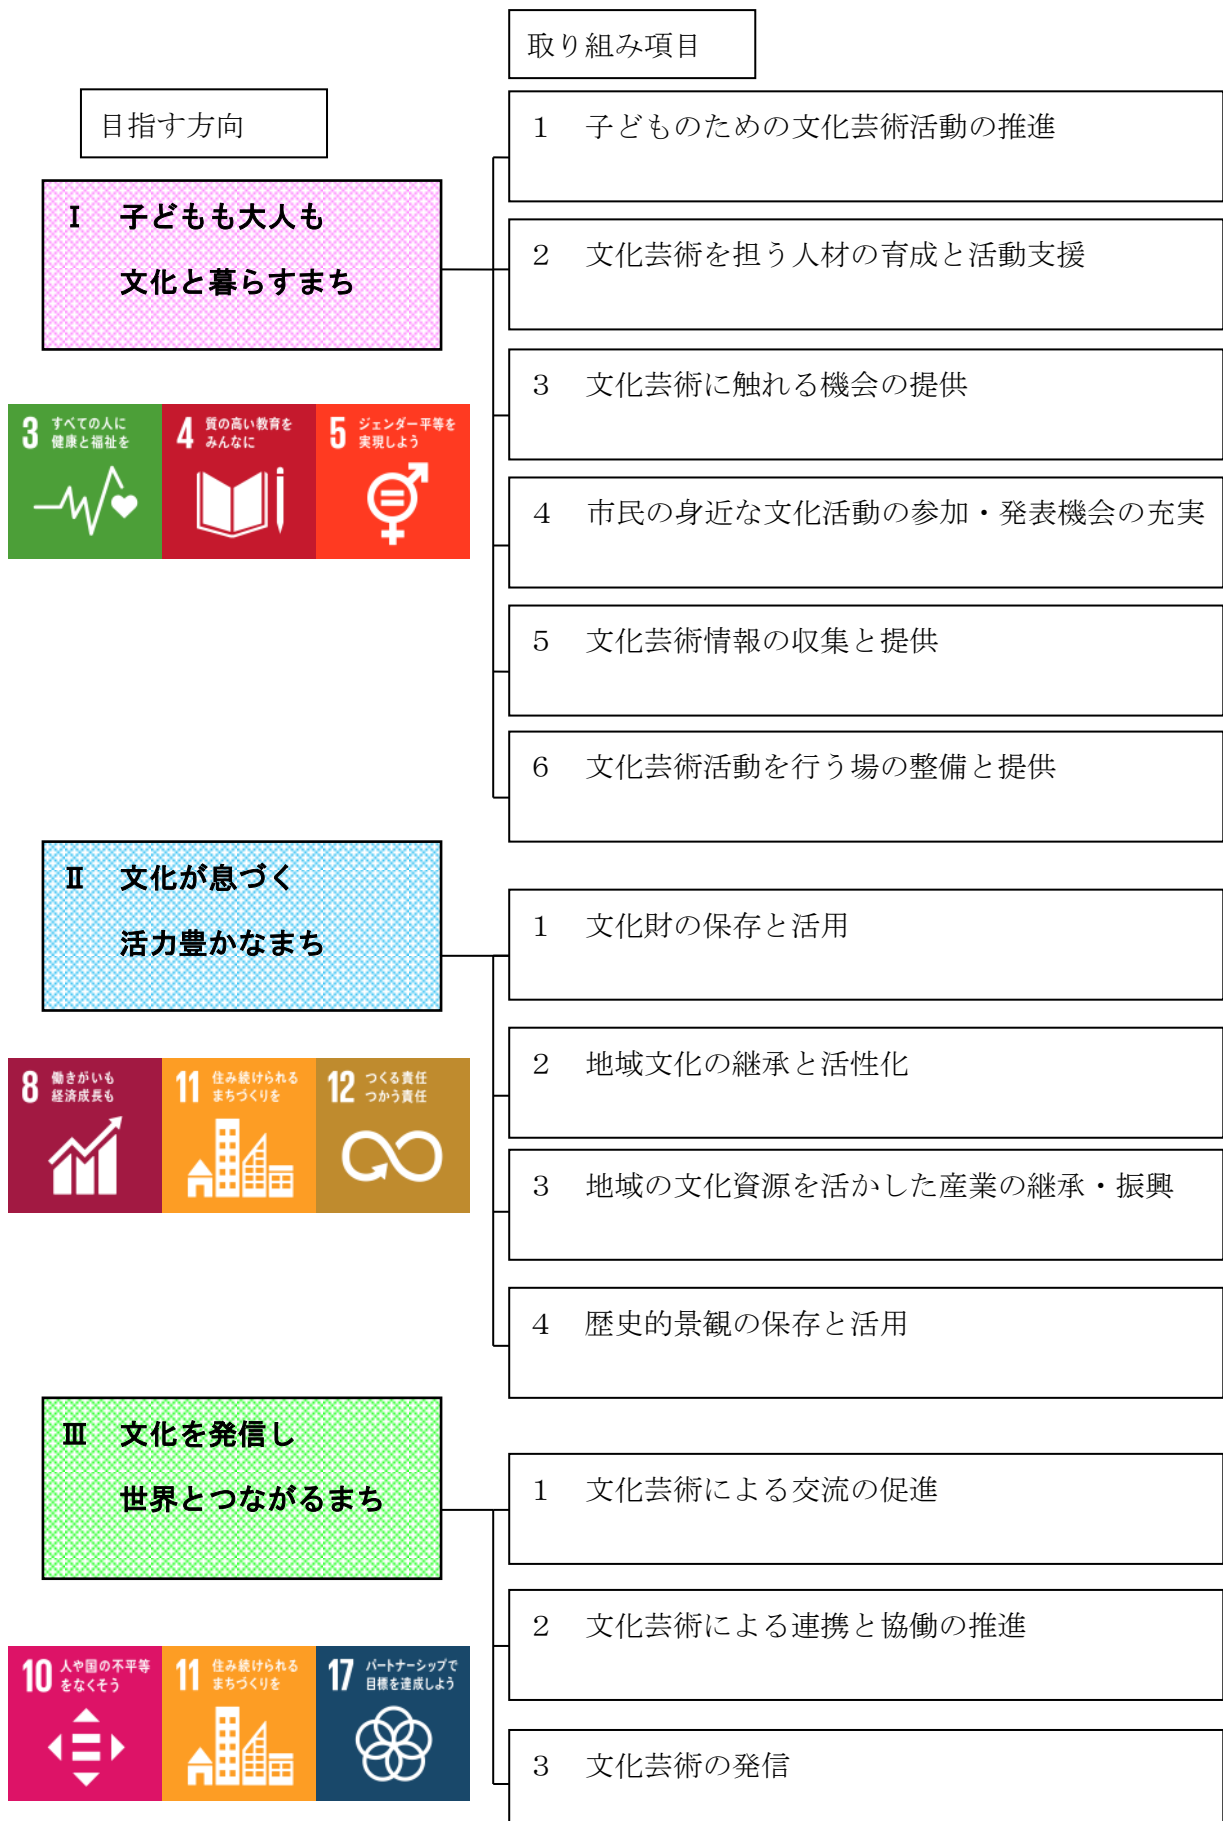 取り組み項目
目指す方向
Ⅰ　子どもも大人も
文化と暮らすまち
1　子どものための文化芸術活動の推進
2　文化芸術を担う人材の育成と活動支援
3　文化芸術に触れる機会の提供
4　市民の身近な文化活動の参加・発表機会の充実
5　文化芸術情報の収集と提供
6　文化芸術活動を行う場の整備と提供
3 すべての人に
健康と福祉を
4 質の高い教育を
みんなに
5 ジェンダー平等を
実現しよう
Ⅱ　文化が息づく
活力豊かなまち
1　文化財の保存と活用
2　地域文化の継承と活性化
3　地域の文化資源を活かした産業の継承・振興
4　歴史的景観の保存と活用
8 働きがいも
経済成長も
11 住み続けられる
まちづくりを
12 つくる責任
つかう責任
Ⅲ　文化を発信し
世界とつながるまち
1　文化芸術による交流の促進
2　文化芸術による連携と協働の推進
3　文化芸術の発信
10 人や国の不平等
をなくそう
11 住み続けられる
まちづくりを
17 パートナーシップで
目標を達成しよう